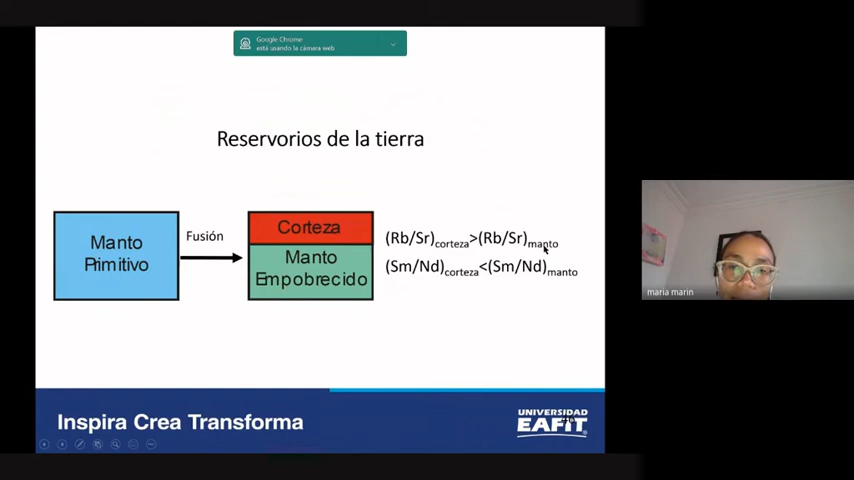 Google Chrome
está usando la cámara web
Reservorios de la tierra
Manto
Primitivo
Fusión
Corteza
Manto
Empobrecido
(Rb/Sr)corteza>(Rb/Sr)manto
(Sm/Nd)corteza<(Sm/Nd)manto
maria marin
Inspira Crea Transforma
UNIVERSIDAD
EAFIT